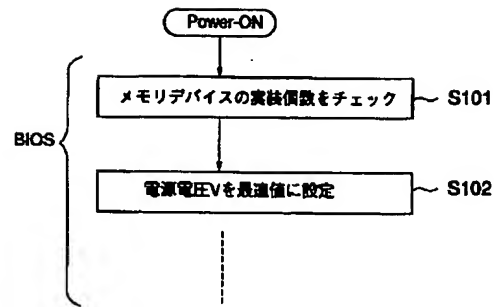 Power-ON
メモリデバイスの実装個数をチェック
S101
BIOS
電源電圧Vを最適値に設定
S102